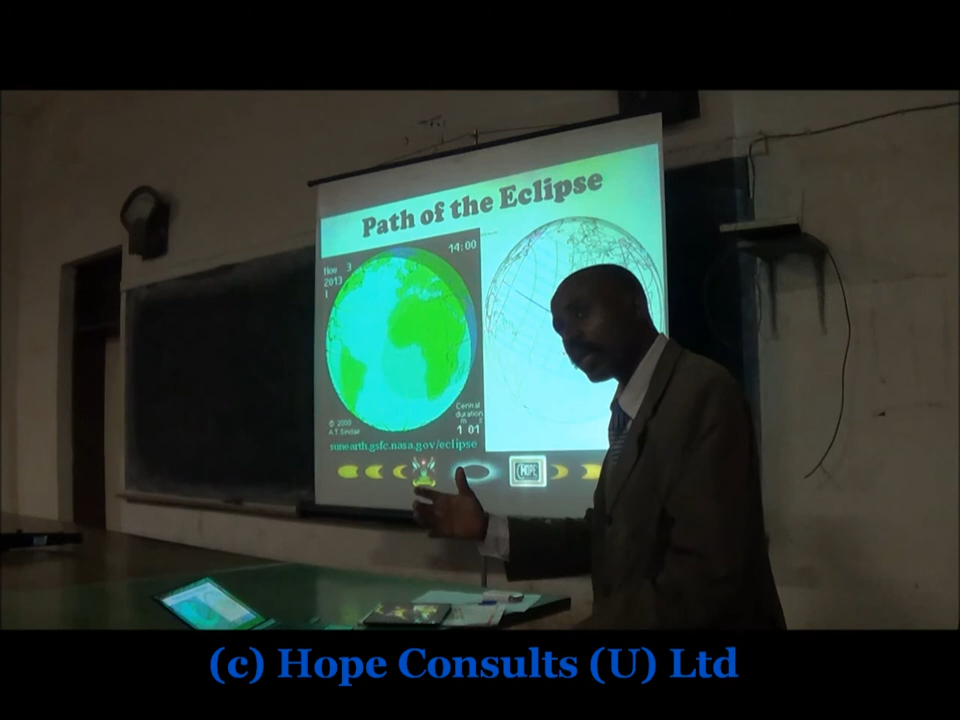 Path of the Eclipse
14:00
Nov 3
2013
© 2000
A.T. Sinclair
Central
duration
m s
1 01
sunearth.gsfc.nasa.gov/eclipse
HOPE
(c) Hope Consults (U) Ltd